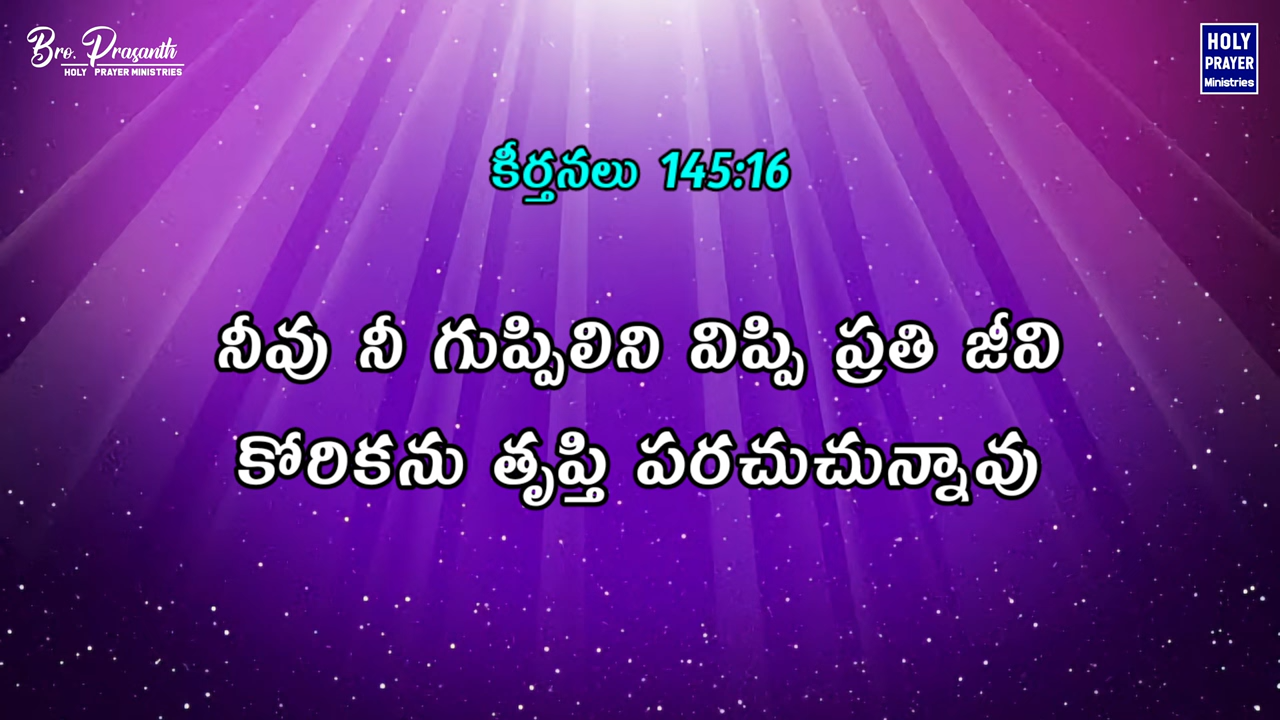 Bro. Prasanth
HOLY PRAYER MINISTRIES
HOLY
PRAYER
Ministries
కీర్తనలు 145:16
నీవు నీ గుప్పిలిని విప్పి ప్రతి జీవి
కోరికను తృప్తి పరచుచున్నావు